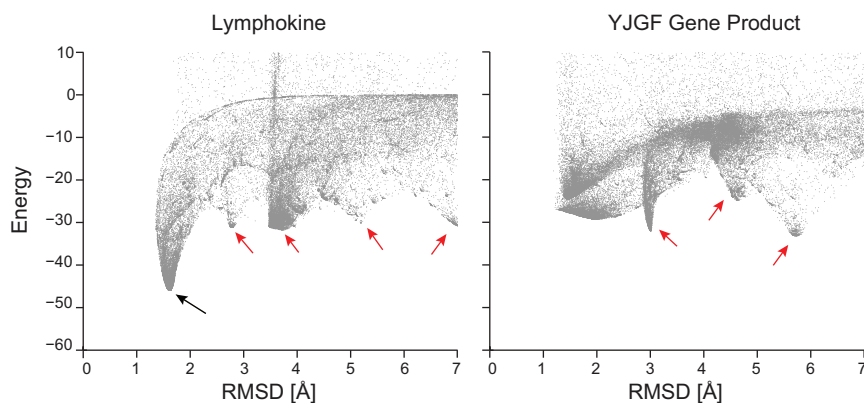 Lymphokine
YJGF Gene Product
Energy
10
0
−10
−20
−30
−40
−50
−60
0 1 2 3 4 5 6 7
0 1 2 3 4 5 6 7
RMSD [Å]
RMSD [Å]